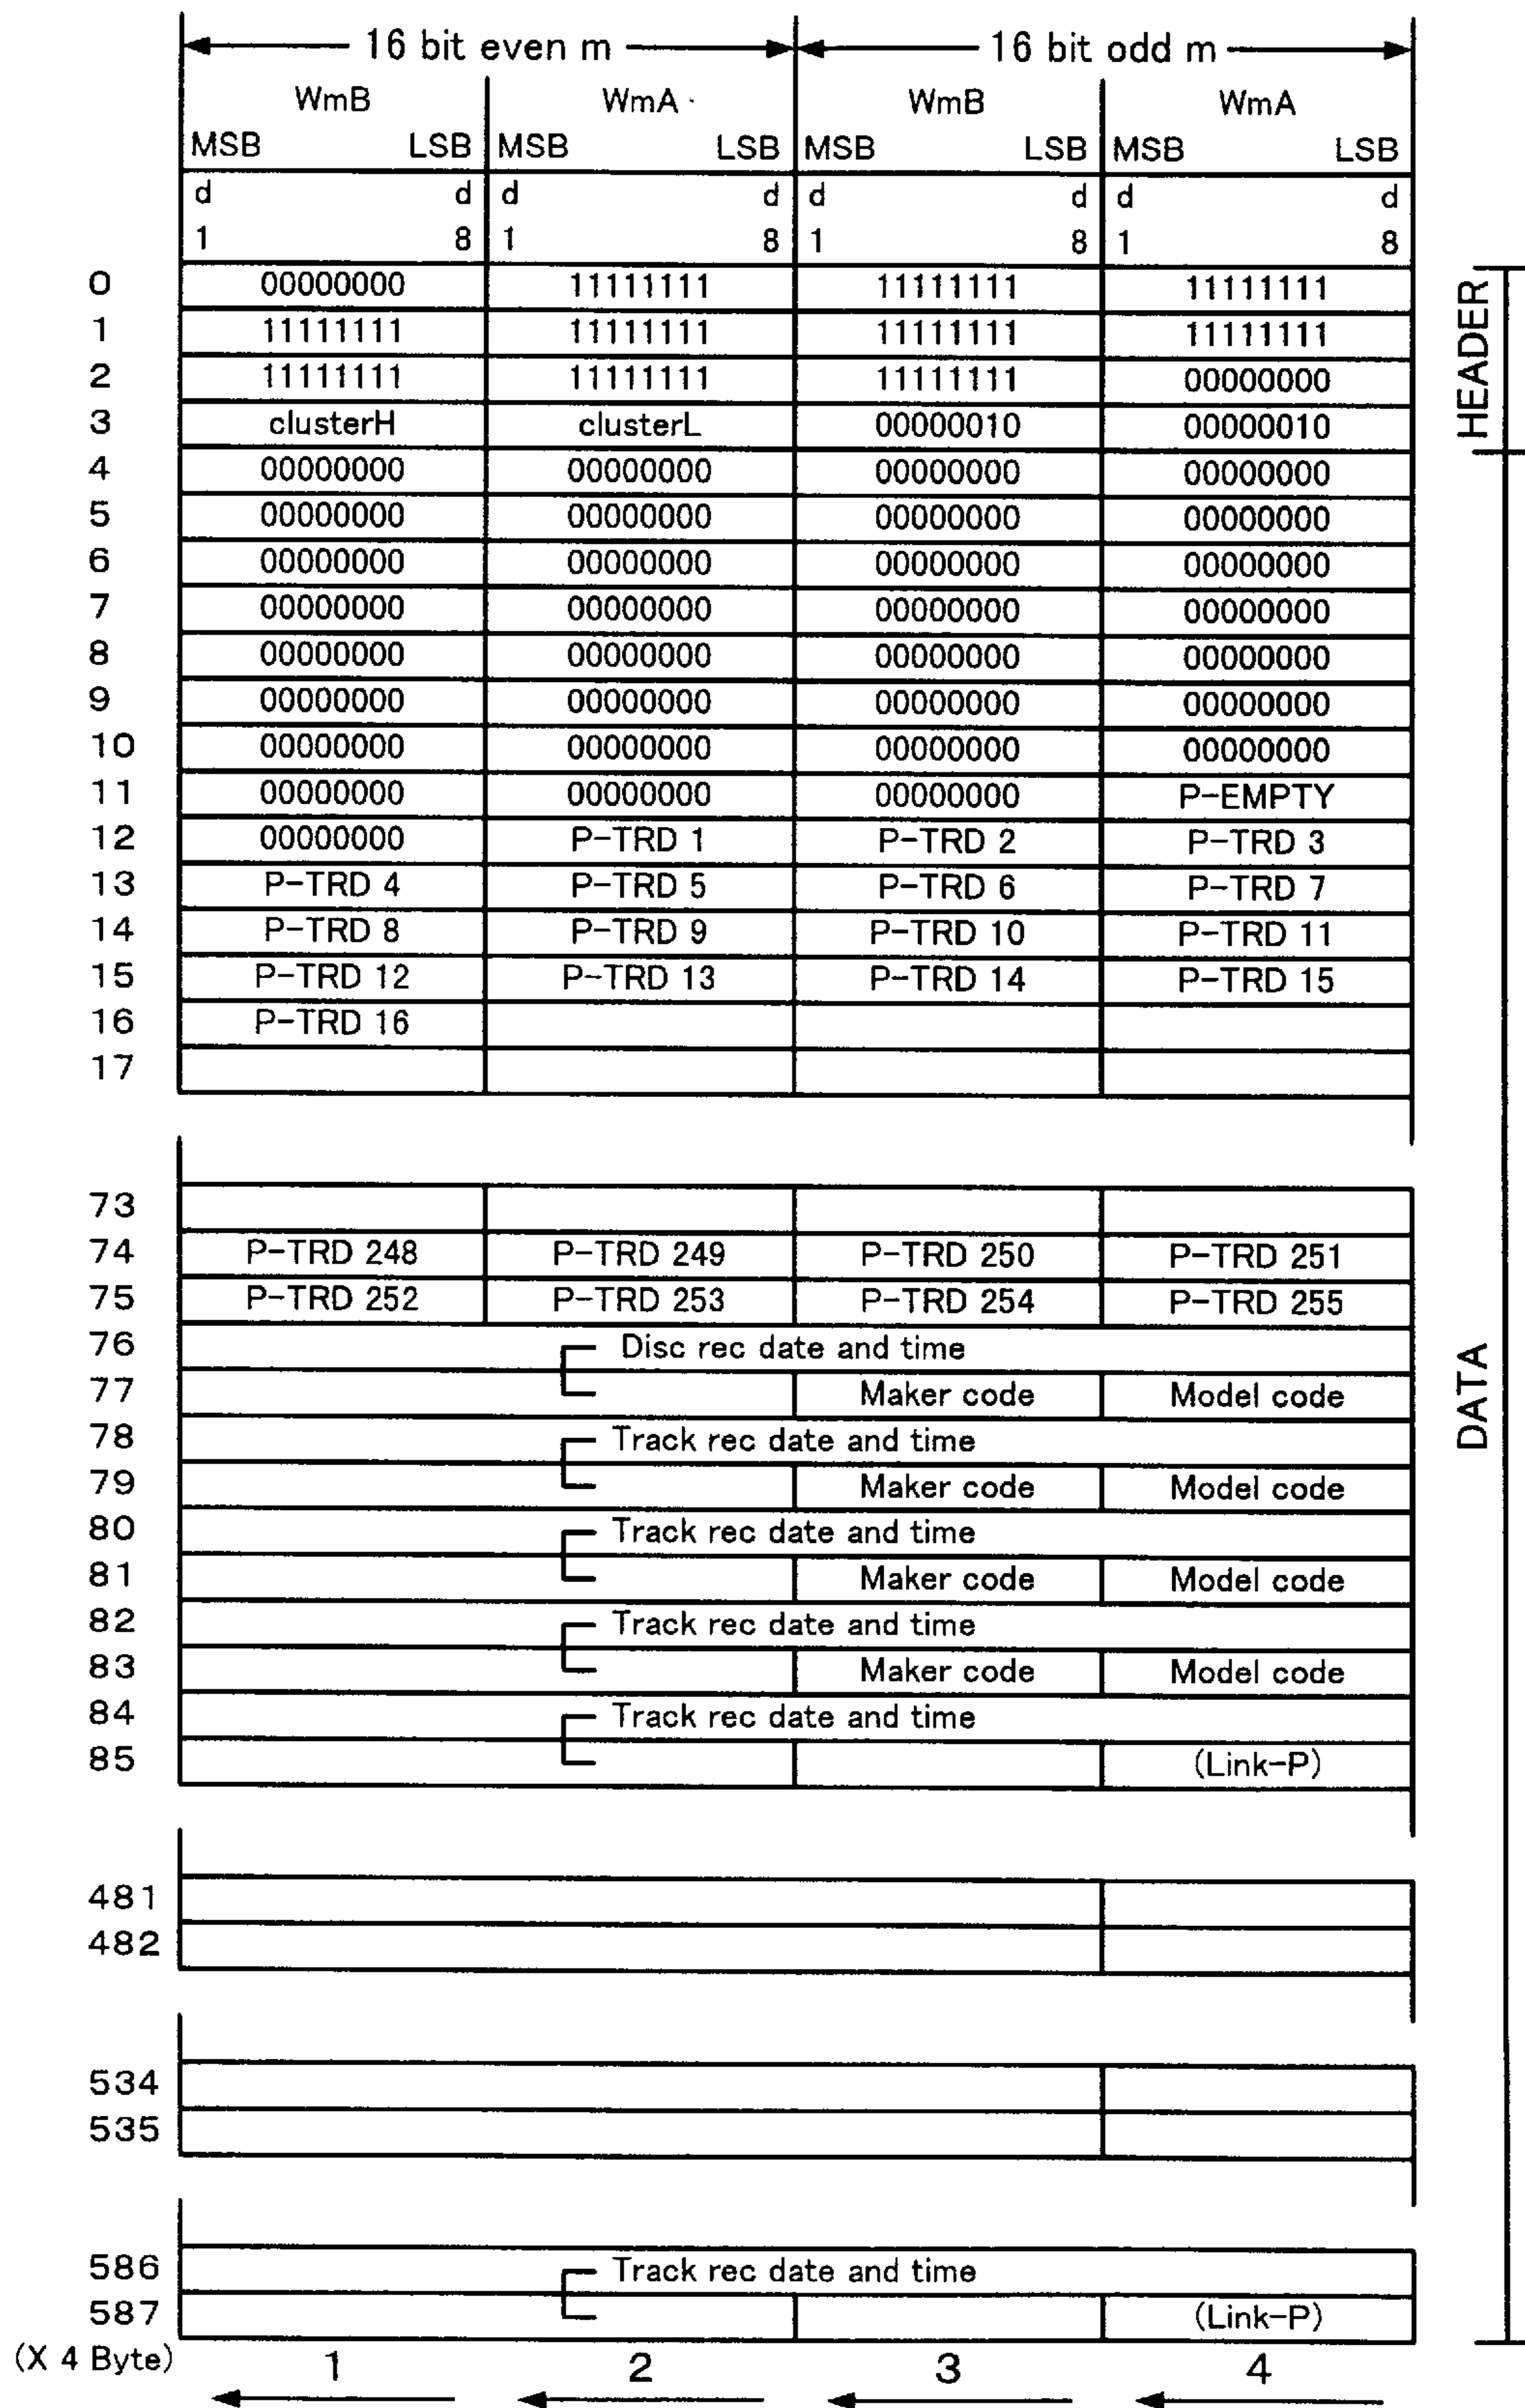 16 bit even m 16 bit odd m
WmB WmA WmB WmA
MSB LSB MSB LSB MSB LSB MSB LSB
d d d d d d d d
1 8 1 8 1 8 1 8
0 00000000 11111111 11111111 11111111
1 11111111 11111111 11111111 11111111
2 11111111 11111111 11111111 00000000
3 clusterH clusterL 00000010 00000010
HEADER
4 00000000 00000000 00000000 00000000
5 00000000 00000000 00000000 00000000
6 00000000 00000000 00000000 00000000
7 00000000 00000000 00000000 00000000
8 00000000 00000000 00000000 00000000
9 00000000 00000000 00000000 00000000
10 00000000 00000000 00000000 00000000
11 00000000 00000000 00000000 P-EMPTY
12 00000000 P-TRD 1 P-TRD 2 P-TRD 3
13 P-TRD 4 P-TRD 5 P-TRD 6 P-TRD 7
14 P-TRD 8 P-TRD 9 P-TRD 10 P-TRD 11
15 P-TRD 12 P-TRD 13 P-TRD 14 P-TRD 15
16 P-TRD 16
17
73
74 P-TRD 248 P-TRD 249 P-TRD 250 P-TRD 251
75 P-TRD 252 P-TRD 253 P-TRD 254 P-TRD 255
76 Disc rec date and time
77 Maker code Model code
DATA
78 Track rec date and time
79 Maker code Model code
80 Track rec date and time
81 Maker code Model code
82 Track rec date and time
83 Maker code Model code
84 Track rec date and time
85 (Link-P)
481
482
534
535
586 Track rec date and time
587 (Link-P)
(X 4 Byte) 1 2 3 4